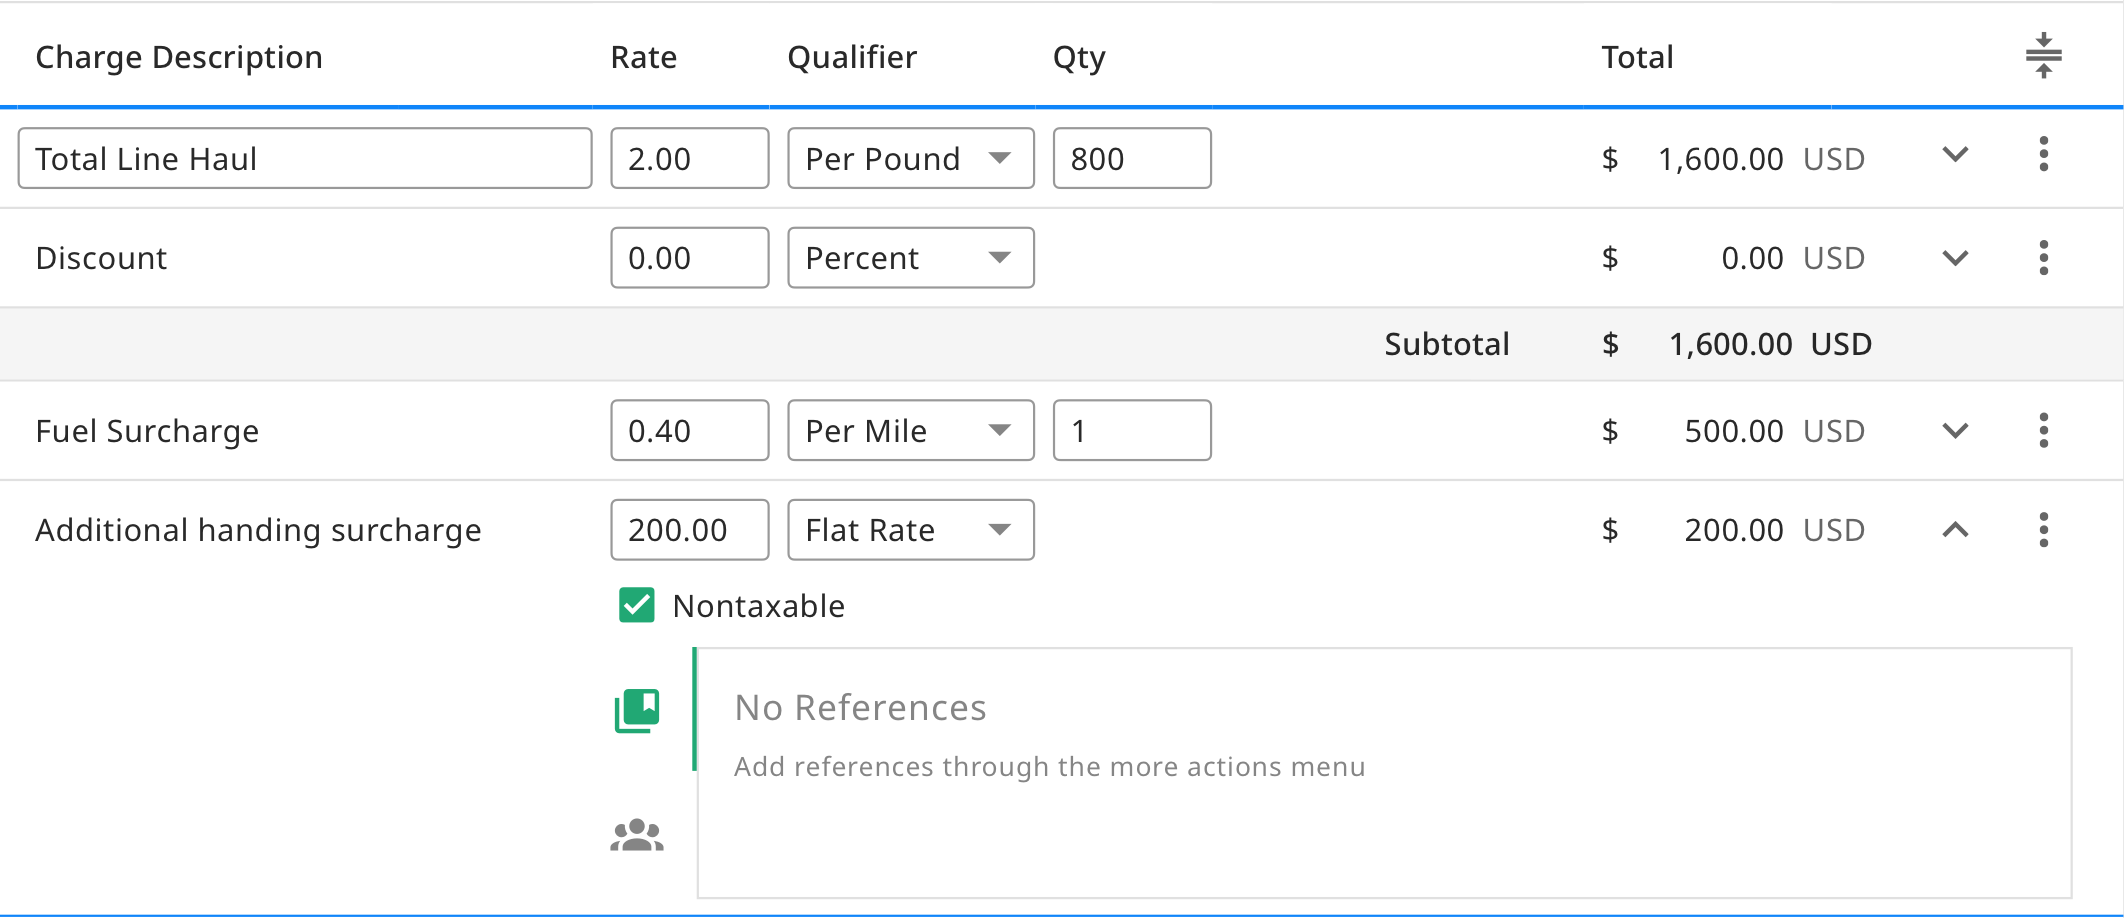 Charge Description Rate Qualifier Qty Total
Total Line Haul 2.00 Per Pound 800 $ 1,600.00 USD
Discount 0.00 Percent $ 0.00 USD
Subtotal $ 1,600.00 USD
Fuel Surcharge 0.40 Per Mile 1 $ 500.00 USD
Additional handing surcharge 200.00 Flat Rate $ 200.00 USD
Nontaxable
No References
Add references through the more actions menu